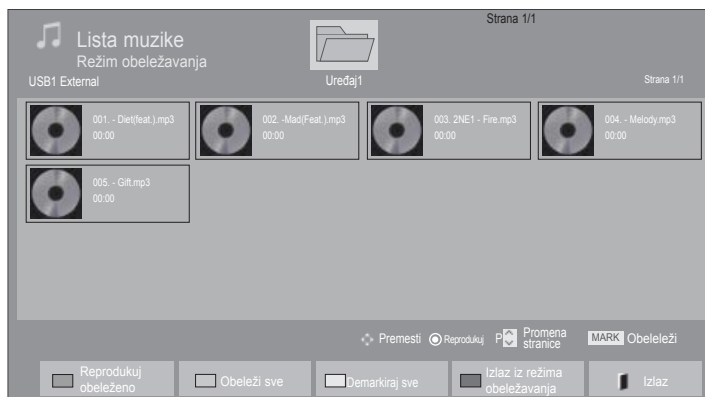 Strana 1/1
Lista muzike
Režim obeležavanja
USB1 External
Uređaj1
Strana 1/1
001. - Diet(feat.).mp3
00:00
002. -Mad(Feat.).mp3
00:00
003. 2NE1 - Fire.mp3
00:00
004. - Melody.mp3
00:00
005. - Gift.mp3
00:00
Premesti
Reprodukuj
P
Promena
stranice
MARK
Obeleleži
Reprodukuj
obeleženo
Obeleži sve
Demarkiraj sve
Izlaz iz režima
obeležavanja
Izlaz